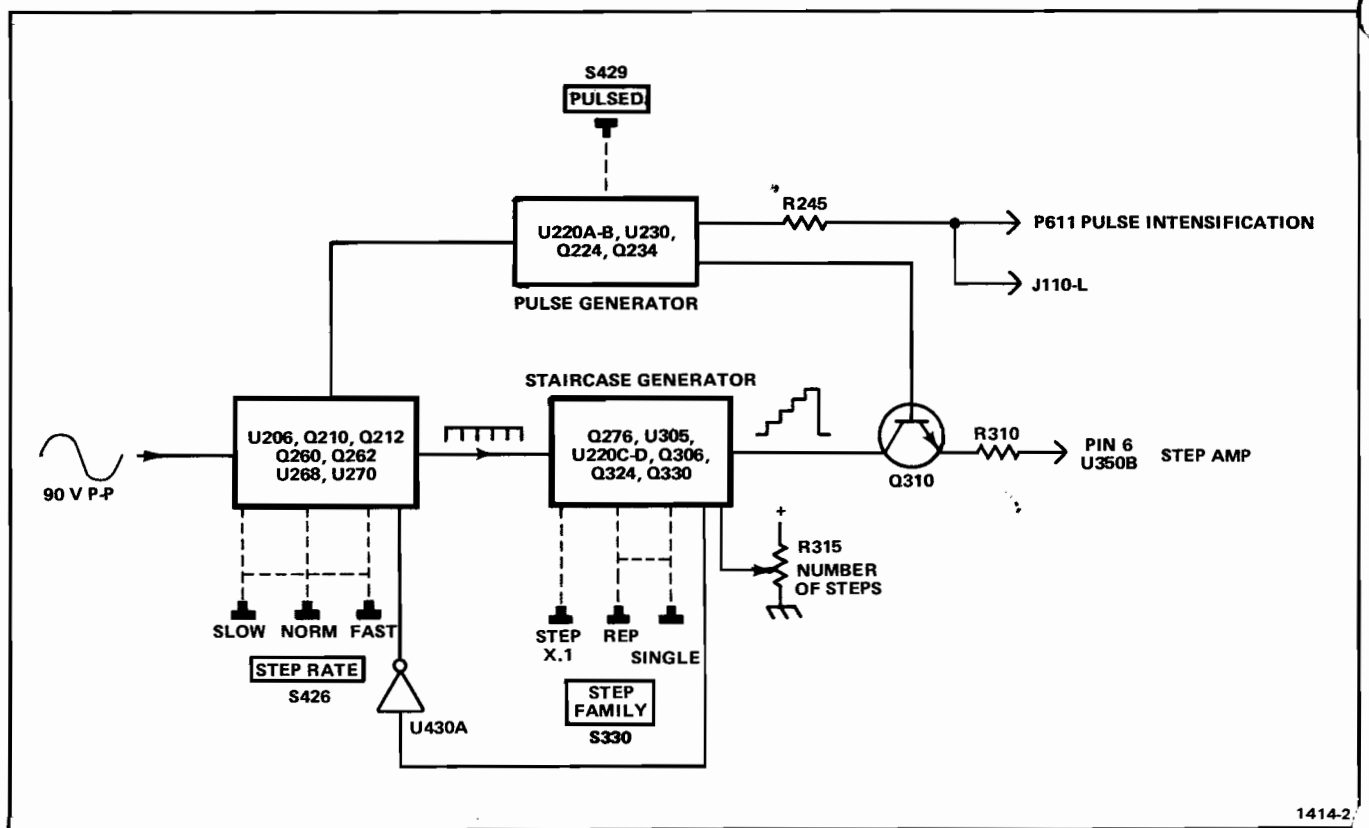 S429
PULSED
U220A-B, U230,
Q224, Q234
PULSE GENERATOR
R245
P611 PULSE INTENSIFICATION
J110-L
STAIRCASE GENERATOR
90 V P-P
U206, Q210, Q212
Q260, Q262
U268, U270
Q276, U305,
U220C-D, Q306,
Q324, Q330
Q310
R310
PIN 6
U350B
STEP AMP
+
R315
NUMBER
OF STEPS
SLOW NORM FAST
STEP RATE
S426
U430A
STEP
X.1
REP
SINGLE
STEP
FAMILY
S330
1414-2